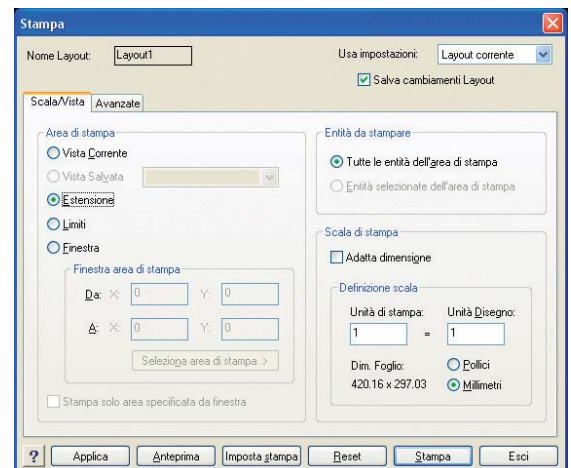 Stampa
Nome Layout: Layout1
Usa impostazioni: Layout corrente
Salva cambiamenti Layout
Scala/Vista Avanzate
Area di stampa
Vista Corrente
Vista Salvata
Estensione
Limiti
Finestra
Finestra area di stampa
Da: X: 0 Y: 0
A: X: 0 Y: 0
Seleziona area di stampa >
Stampa solo area specificata da finestra
Entità da stampare
Tutte le entità dell'area di stampa
Entità selezionate dell'area di stampa
Scala di stampa
Adatta dimensione
Definizione scala
Unità di stampa: Unità Disegno:
1 = 1
Dim. Foglio: Pollici
420.16 x 297.03 Millimetri
? Applica Anteprima Imposta stampa Reset Stampa Esci